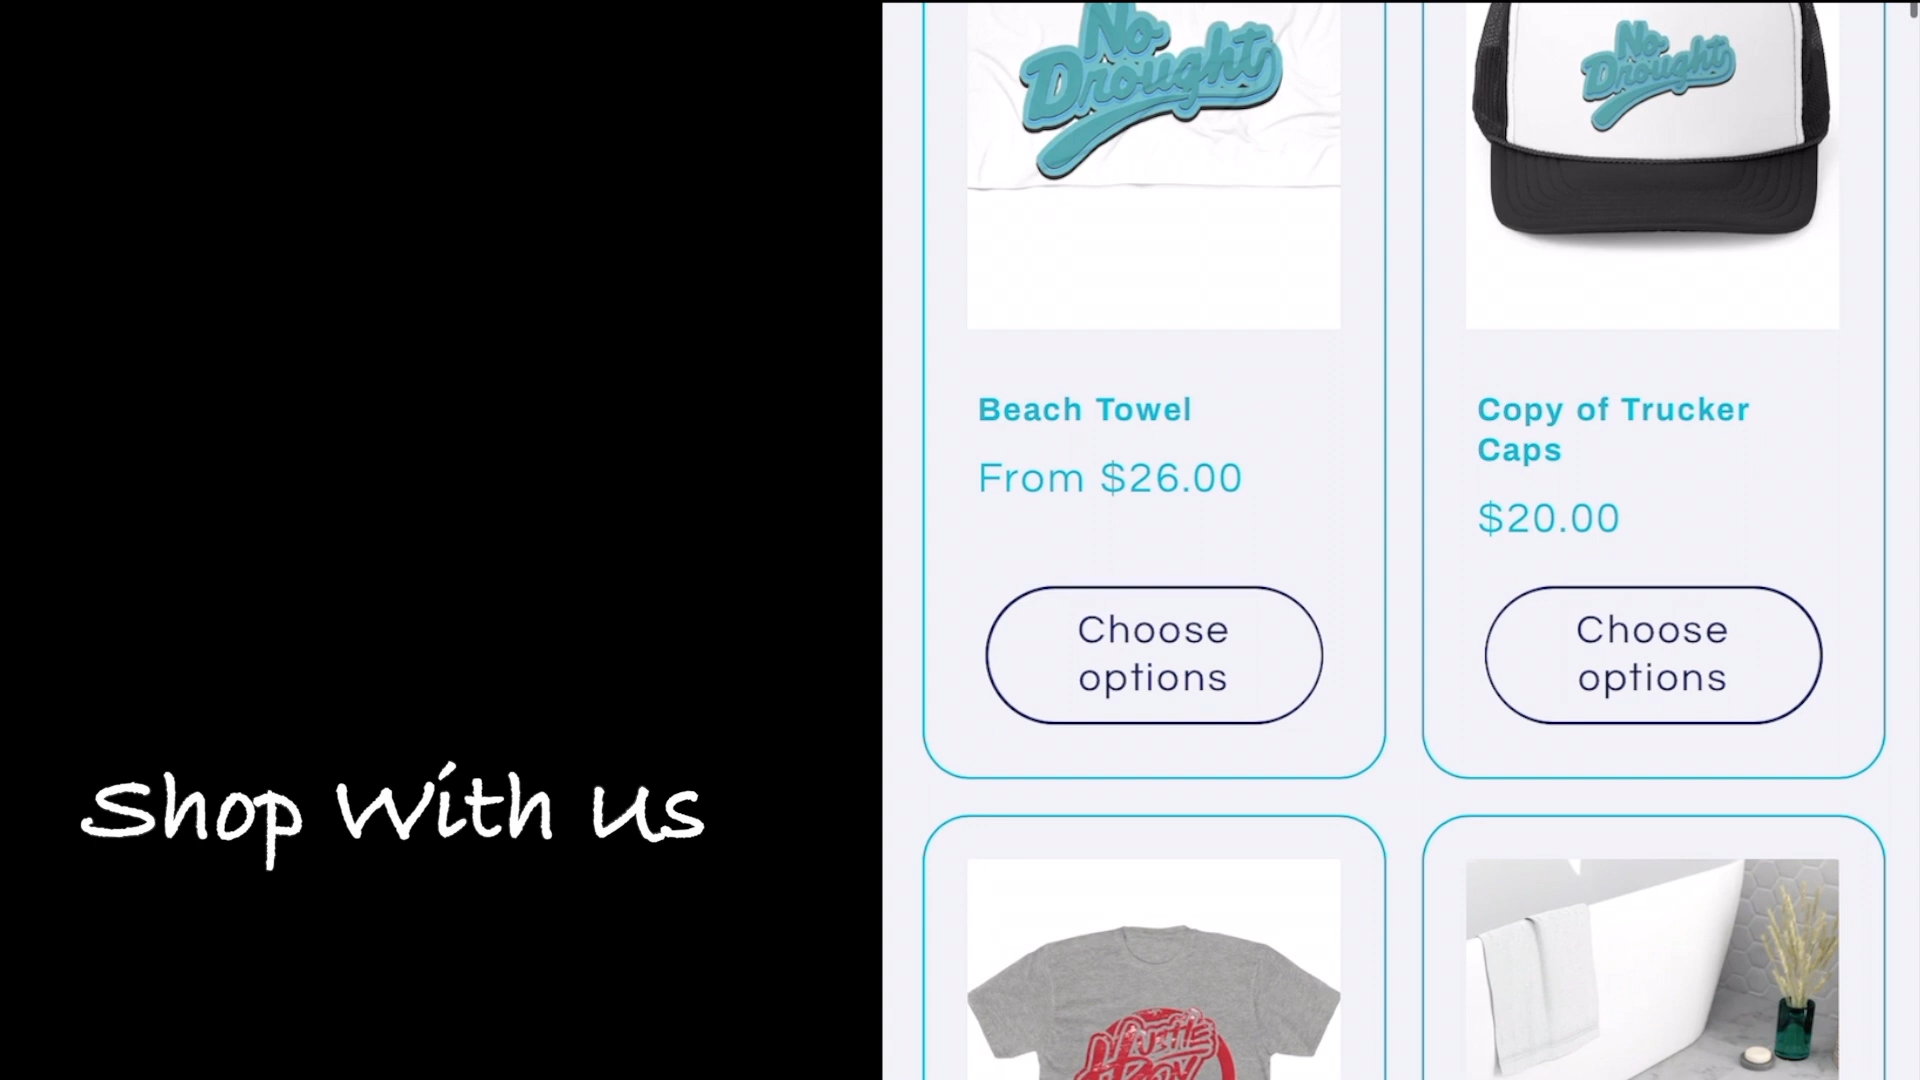 No
Drought
No
Drought
Beach Towel
From $26.00
Choose
options
Copy of Trucker
Caps
$20.00
Choose
options
Shop With Us
Hustle